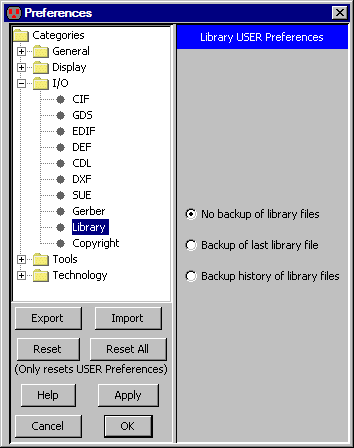 Preferences
Categories
General
Display
I/O
CIF
GDS
EDIF
DEF
CDL
DXF
SUE
Gerber
Library
Copyright
Tools
Technology
Export Import
Reset Reset All
(Only resets USER Preferences)
Help Apply
Cancel OK
Library USER Preferences
No backup of library files
Backup of last library file
Backup history of library files